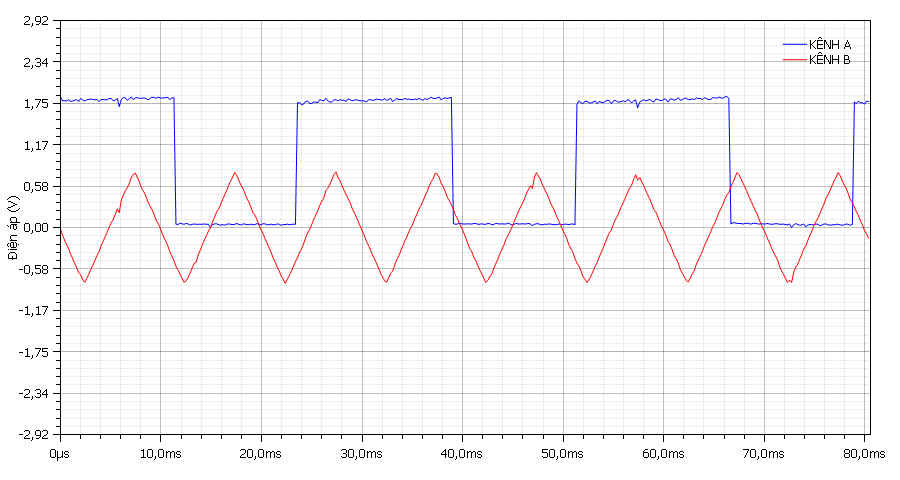 2,92
2,34
1,75
1,17
0,58
0,00
-0,58
-1,17
-1,75
-2,34
-2,92
Điện áp (V)
KÊNH A
KÊNH B
0µs 10,0ms 20,0ms 30,0ms 40,0ms 50,0ms 60,0ms 70,0ms 80,0ms